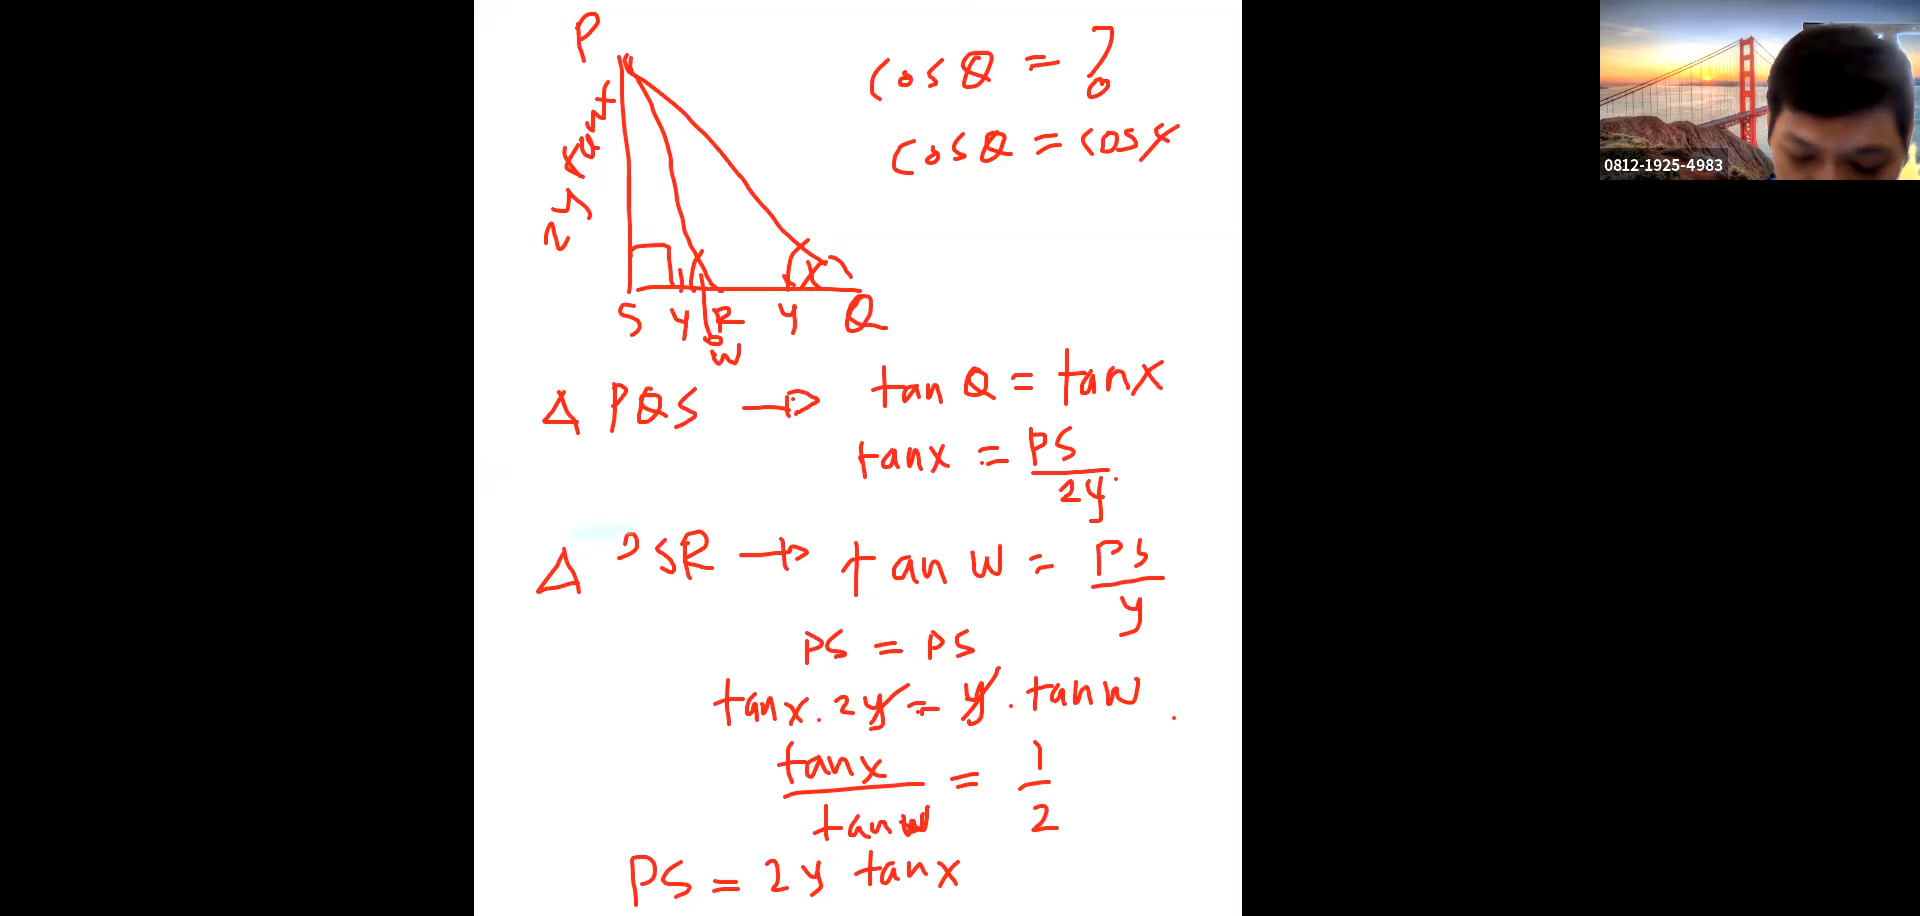 P
cos Q = ?
cos Q = cos x
2y tan x
x
S y R y Q
W
Δ PQS → tan Q = tan x
tan x = PS / 2y
Δ PSR → tan W = PS / y
PS = PS
tan x . 2y = y . tan W
tan x / tan W = 1 / 2
PS = 2y tan x
0812-1925-4983